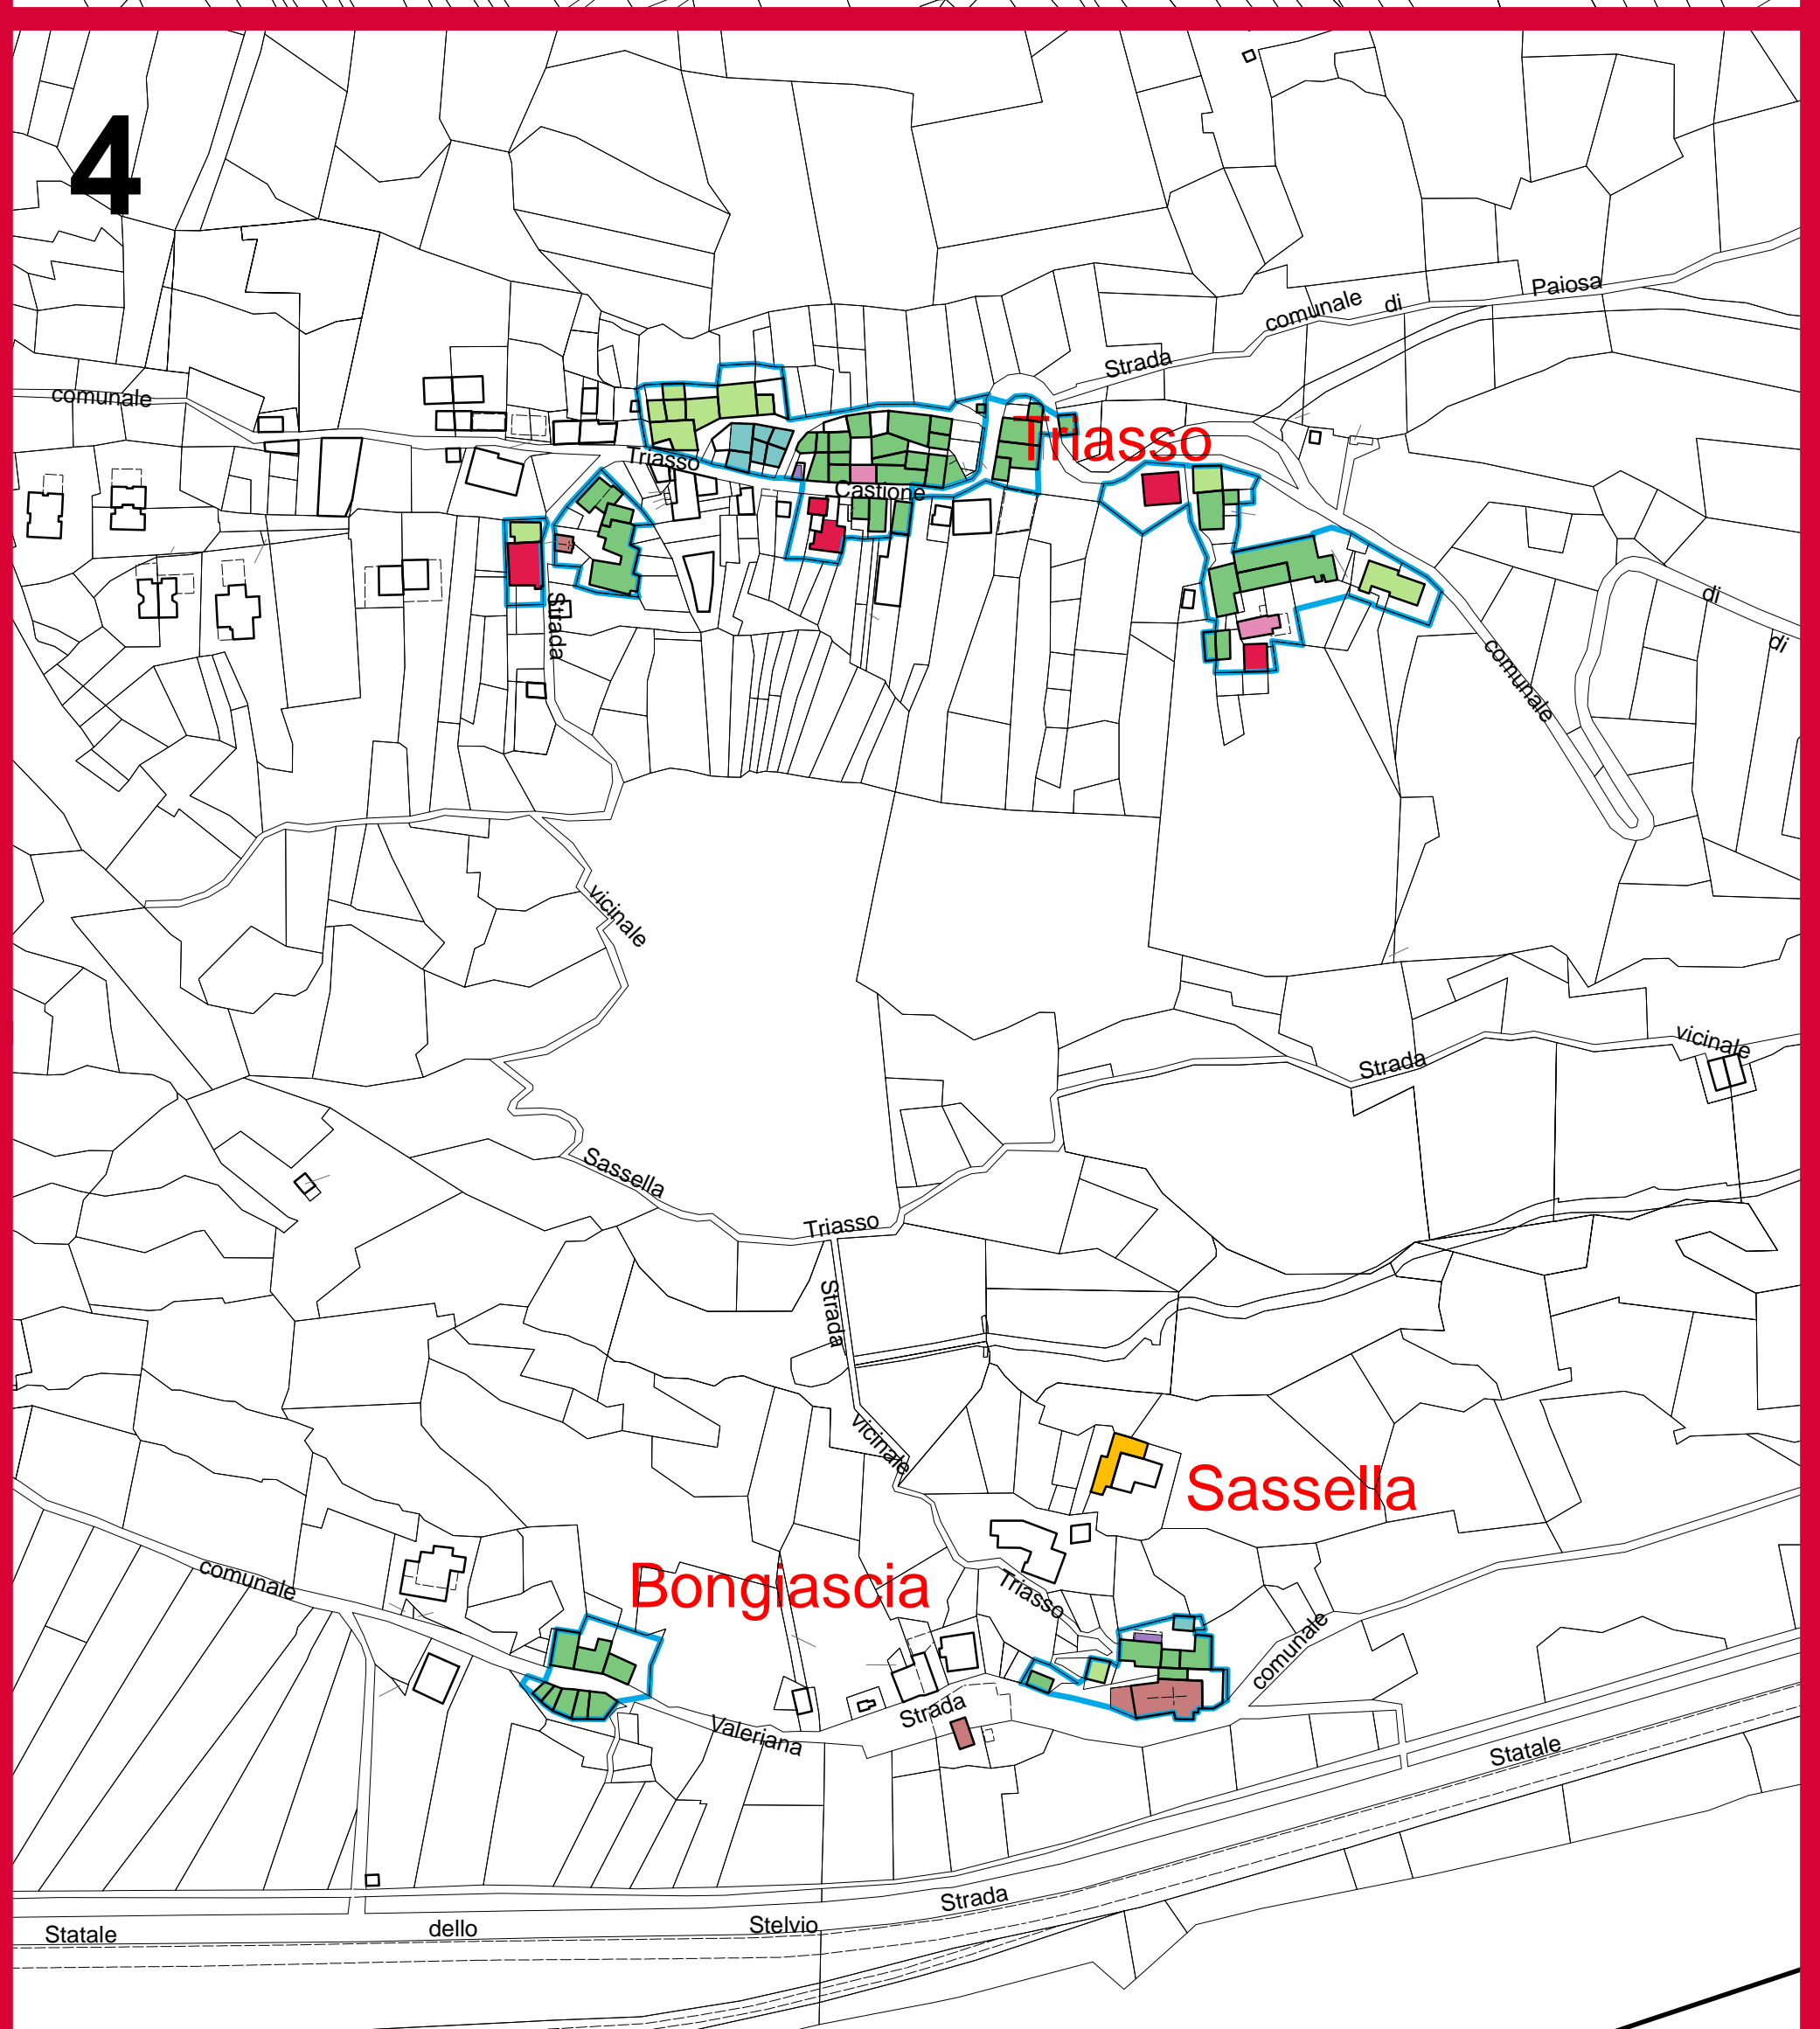 4
Paiosa
di
comunale
Strada
comunale
Triasso
Triasso
Castione
di
Strada
di
comunale
vicinale
vicinale
Strada
Sassella
Triasso
Strada
vicinale
Sassella
comunale
Bongiascia
Triasso
comunale
Strada
Valeriana
Statale
Strada
Statale
dello
Stelvio